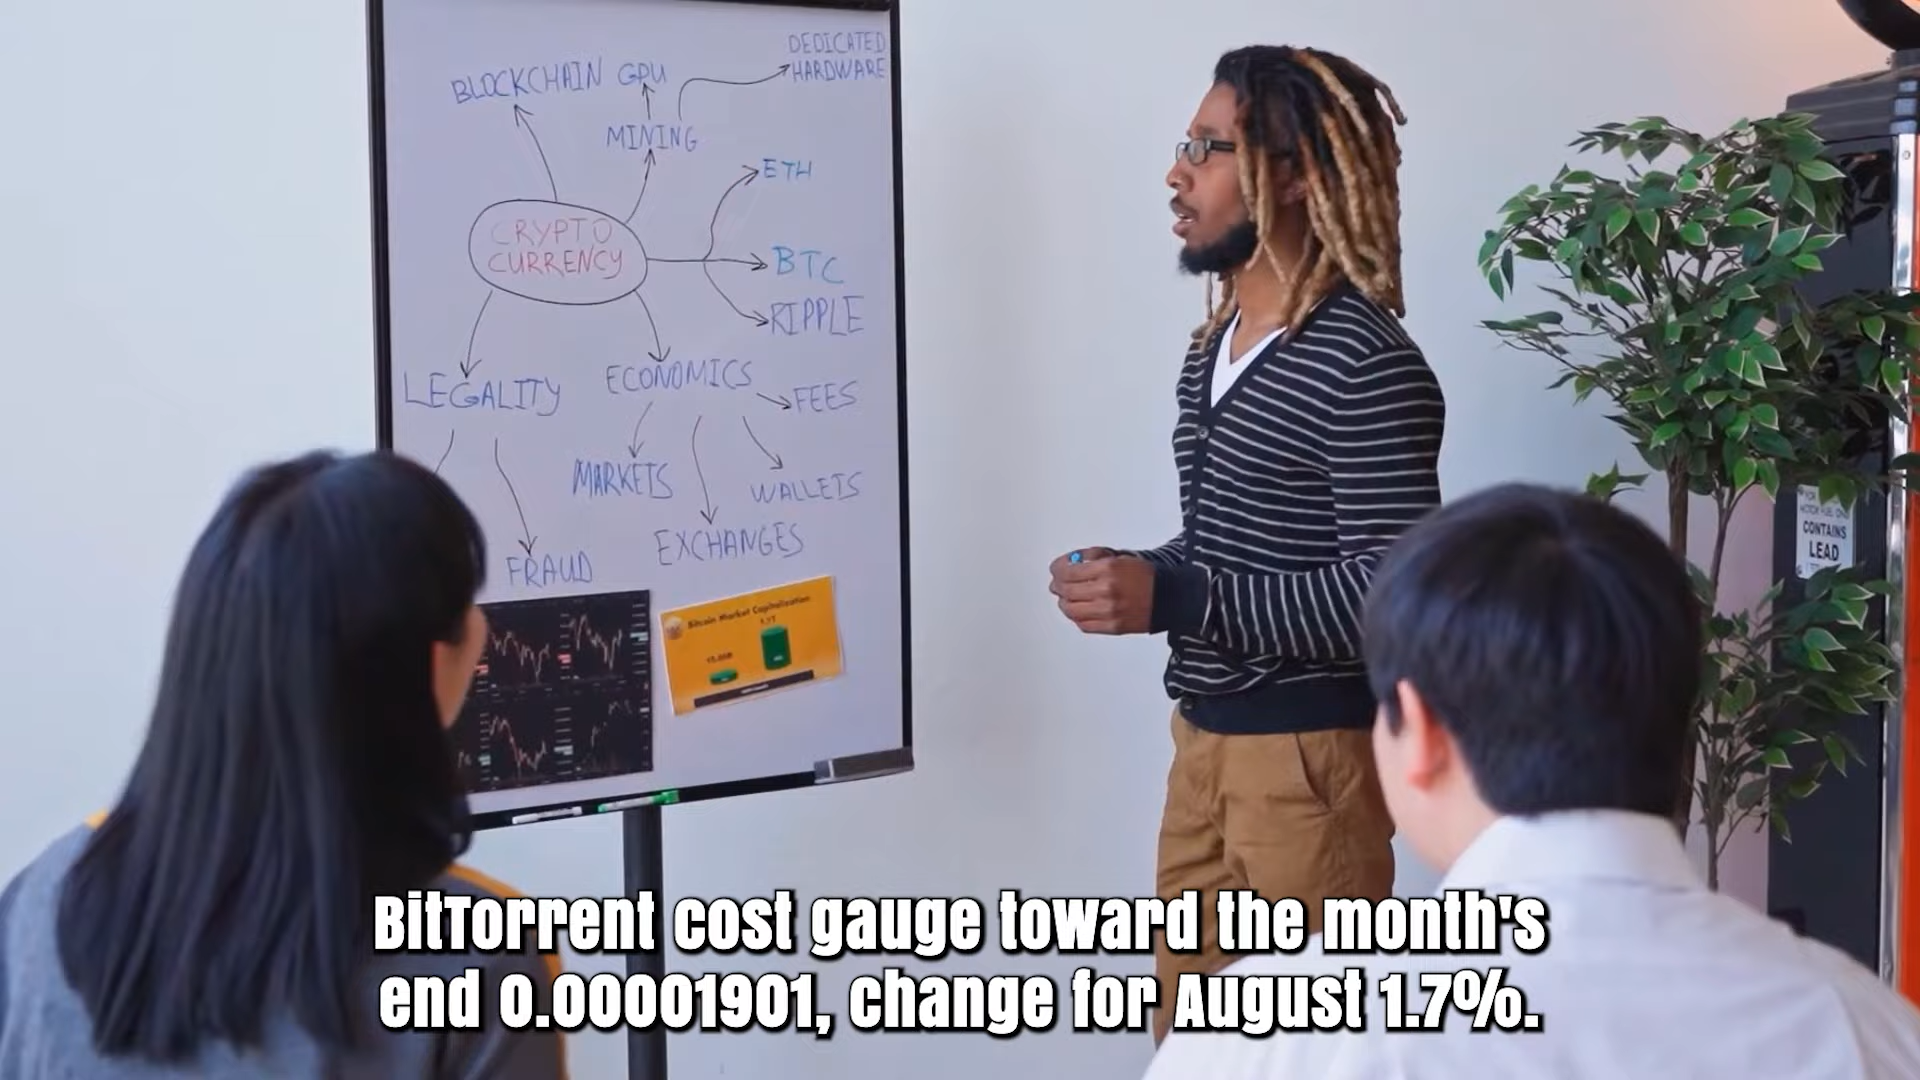 DEDICATED
HARDWARE
BLOCKCHAIN GPU
MINING
ETH
CRYPTO
CURRENCY
BTC
RIPPLE
LEGALITY
ECONOMICS
FEES
MARKETS
WALLETS
EXCHANGES
FRAUD
Bitcoin Market Capitalization
CONTAINS
LEAD
BitTorrent cost gauge toward the month's
end 0.00001901, change for August 1.7%.